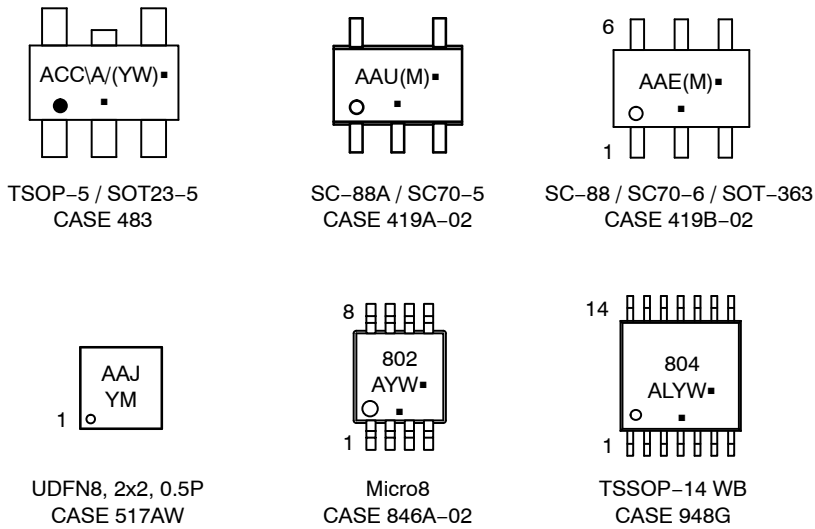 ACC\A/(YW)▪
▪
TSOP−5 / SOT23−5
CASE 483
AAU(M)▪
▪
SC−88A / SC70−5
CASE 419A−02
6
AAE(M)▪
▪
1
SC−88 / SC70−6 / SOT−363
CASE 419B−02
AAJ
YM
1
UDFN8, 2x2, 0.5P
CASE 517AW
8
802
AYW▪
▪
1
Micro8
CASE 846A−02
14
804
ALYW▪
▪
1
TSSOP−14 WB
CASE 948G